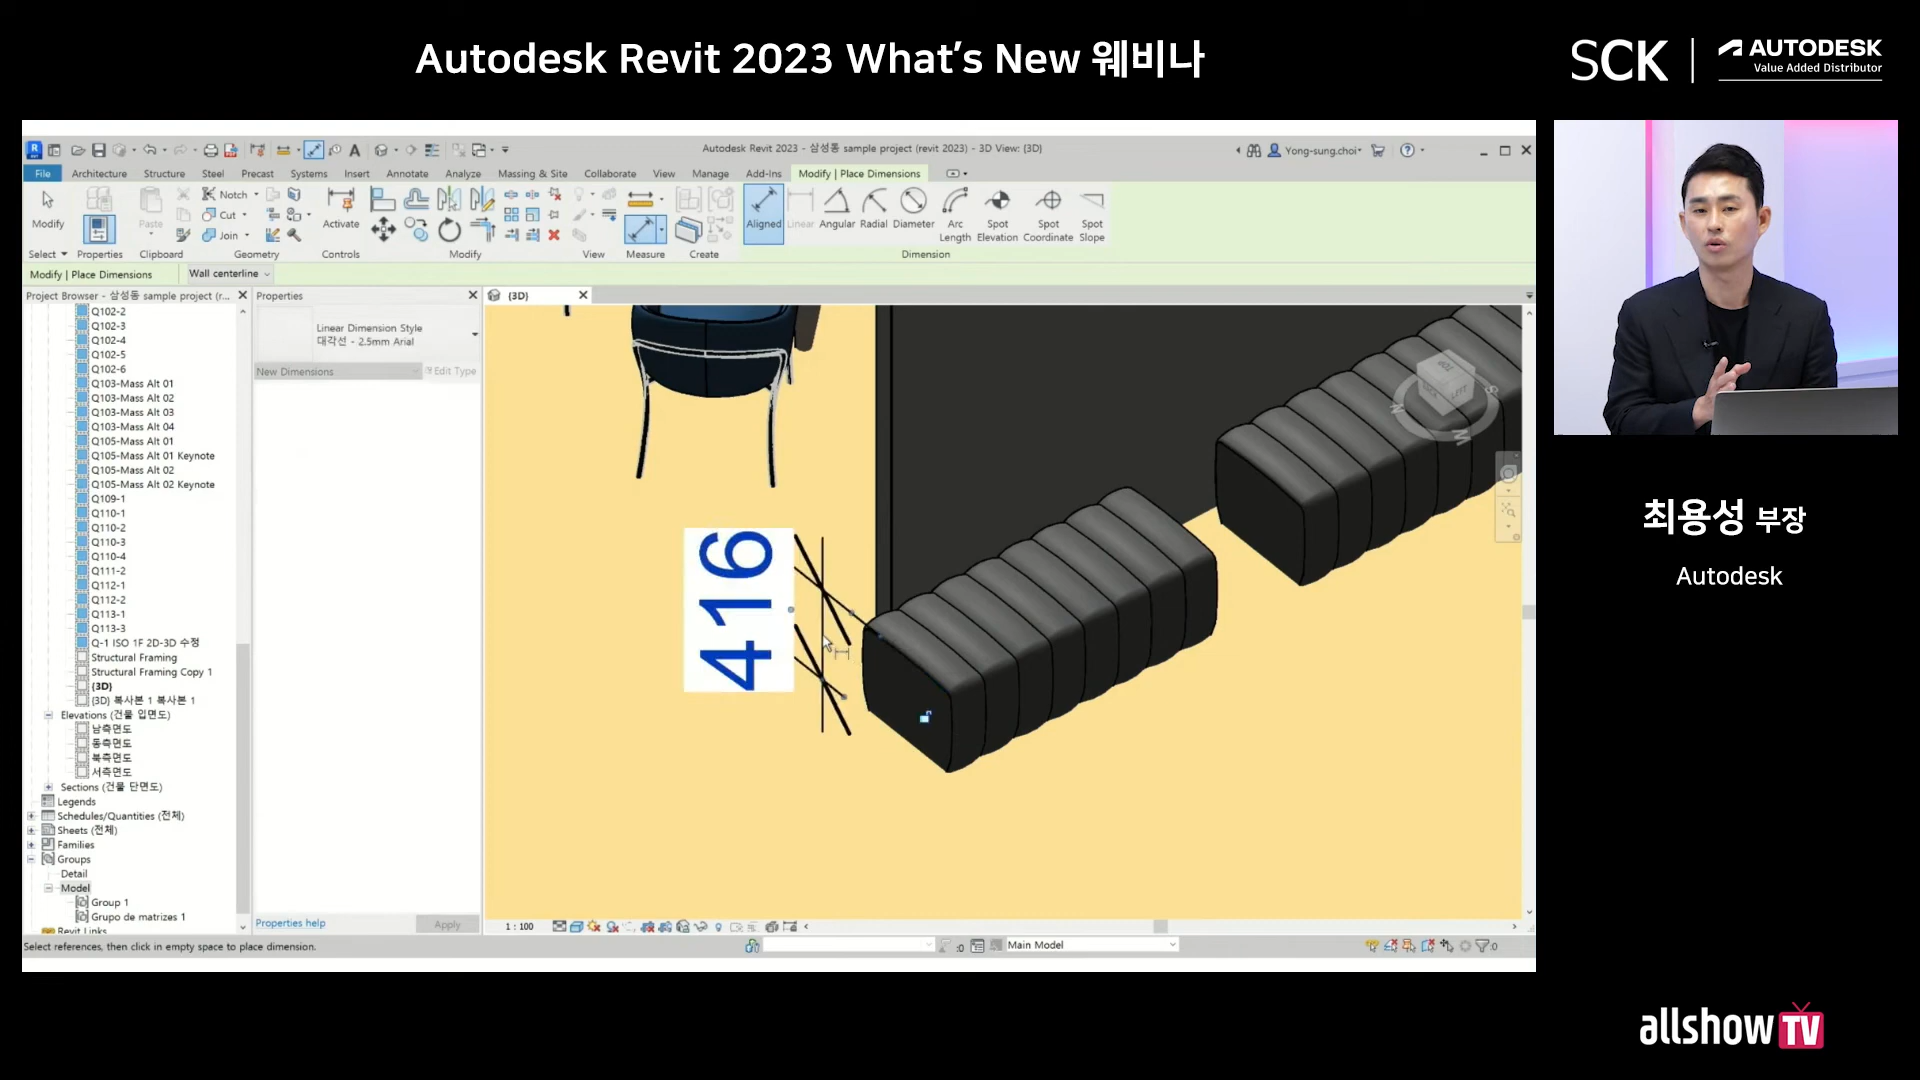 Autodesk Revit 2023 What's New 웨비나
SCK
AUTODESK
Value Added Distributor
Autodesk Revit 2023 - 삼성동 sample project (revit 2023) - 3D View: {3D}
Yong-sung.choi
File Architecture Structure Steel Precast Systems Insert Annotate Analyze Massing & Site Collaborate View Manage Add-Ins Modify | Place Dimensions
Modify
Paste
Notch
Cut
Join
Activate
Aligned Linear Angular Radial Diameter Arc Length Spot Elevation Spot Coordinate Spot Slope
Select Properties Clipboard Geometry Controls Modify View Measure Create Dimension
Modify | Place Dimensions Wall centerline
Project Browser - 삼성동 sample project (r...
Q102-2
Q102-3
Q102-4
Q102-5
Q102-6
Q103-Mass Alt 01
Q103-Mass Alt 02
Q103-Mass Alt 03
Q103-Mass Alt 04
Q105-Mass Alt 01
Q105-Mass Alt 01 Keynote
Q105-Mass Alt 02
Q105-Mass Alt 02 Keynote
Q109-1
Q110-1
Q110-2
Q110-3
Q110-4
Q111-2
Q112-1
Q112-2
Q113-1
Q113-3
Q-1 ISO 1F 2D-3D 수정
Structural Framing
Structural Framing Copy 1
{3D}
{3D} 복사본 1 복사본 1
Elevations (건물 입면도)
남측면도
동측면도
북측면도
서측면도
Sections (건물 단면도)
Legends
Schedules/Quantities (전체)
Sheets (전체)
Families
Groups
Detail
Model
Group 1
Grupo de matrizes 1
Revit Links
Properties
Linear Dimension Style
대각선 - 2.5mm Arial
New Dimensions
Edit Type
Properties help
Apply
{3D}
416
1 : 100
Select references, then click in empty space to place dimension.
:0
Main Model
:0
최용성 부장
Autodesk
allshow TV